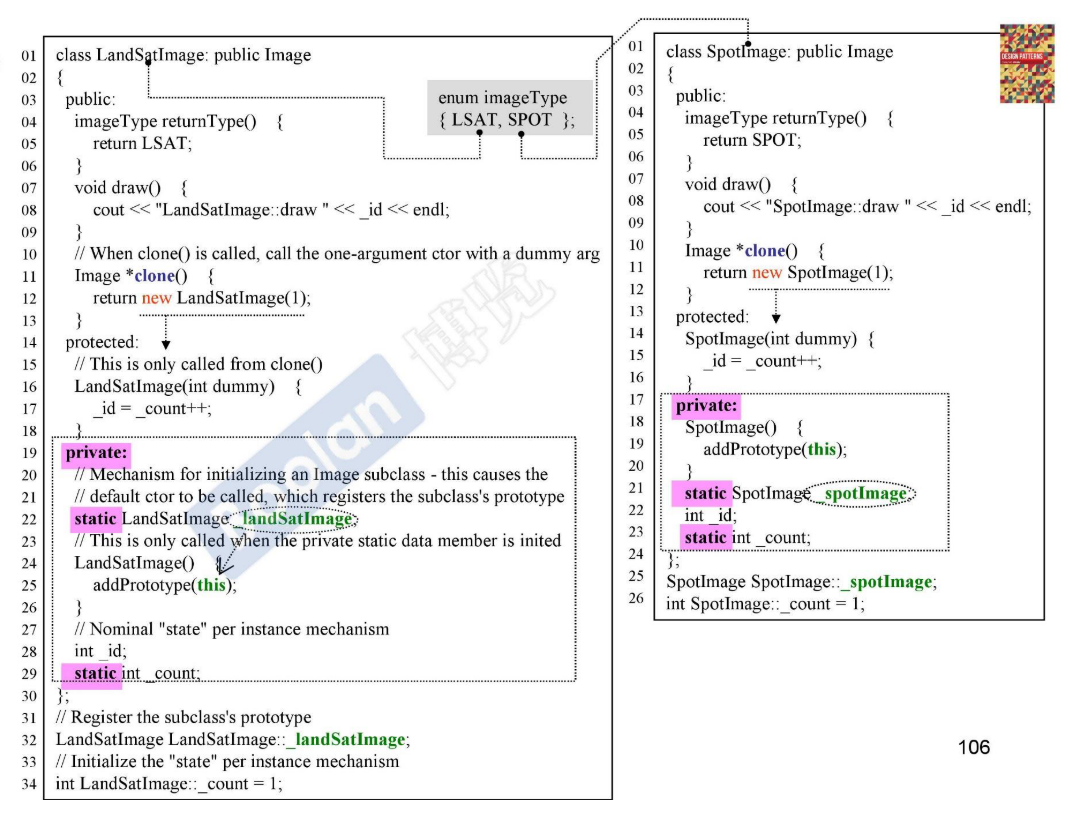 01 class LandSatImage: public Image
02 {
03 public:
04 imageType returnType() {
05 return LSAT;
06 }
07 void draw() {
08 cout << "LandSatImage::draw " << _id << endl;
09 }
10 // When clone() is called, call the one-argument ctor with a dummy arg
11 Image *clone() {
12 return new LandSatImage(1);
13 }
14 protected:
15 // This is only called from clone()
16 LandSatImage(int dummy) {
17 _id = _count++;
18 }
19 private:
20 // Mechanism for initializing an Image subclass - this causes the
21 // default ctor to be called, which registers the subclass's prototype
22 static LandSatImage _landSatImage;
23 // This is only called when the private static data member is inited
24 LandSatImage() {
25 addPrototype(this);
26 }
27 // Nominal "state" per instance mechanism
28 int _id;
29 static int _count;
30 };
31 // Register the subclass's prototype
32 LandSatImage LandSatImage::_landSatImage;
33 // Initialize the "state" per instance mechanism
34 int LandSatImage::_count = 1;
enum imageType
{ LSAT, SPOT };
01 class SpotImage: public Image
02 {
03 public:
04 imageType returnType() {
05 return SPOT;
06 }
07 void draw() {
08 cout << "SpotImage::draw " << _id << endl;
09 }
10 Image *clone() {
11 return new SpotImage(1);
12 }
13 protected:
14 SpotImage(int dummy) {
15 _id = _count++;
16 }
17 private:
18 SpotImage() {
19 addPrototype(this);
20 }
21 static SpotImage _spotImage;
22 int _id;
23 static int _count;
24 };
25 SpotImage SpotImage::_spotImage;
26 int SpotImage::_count = 1;
DESIGN PATTERNS
Boolan 博览
106